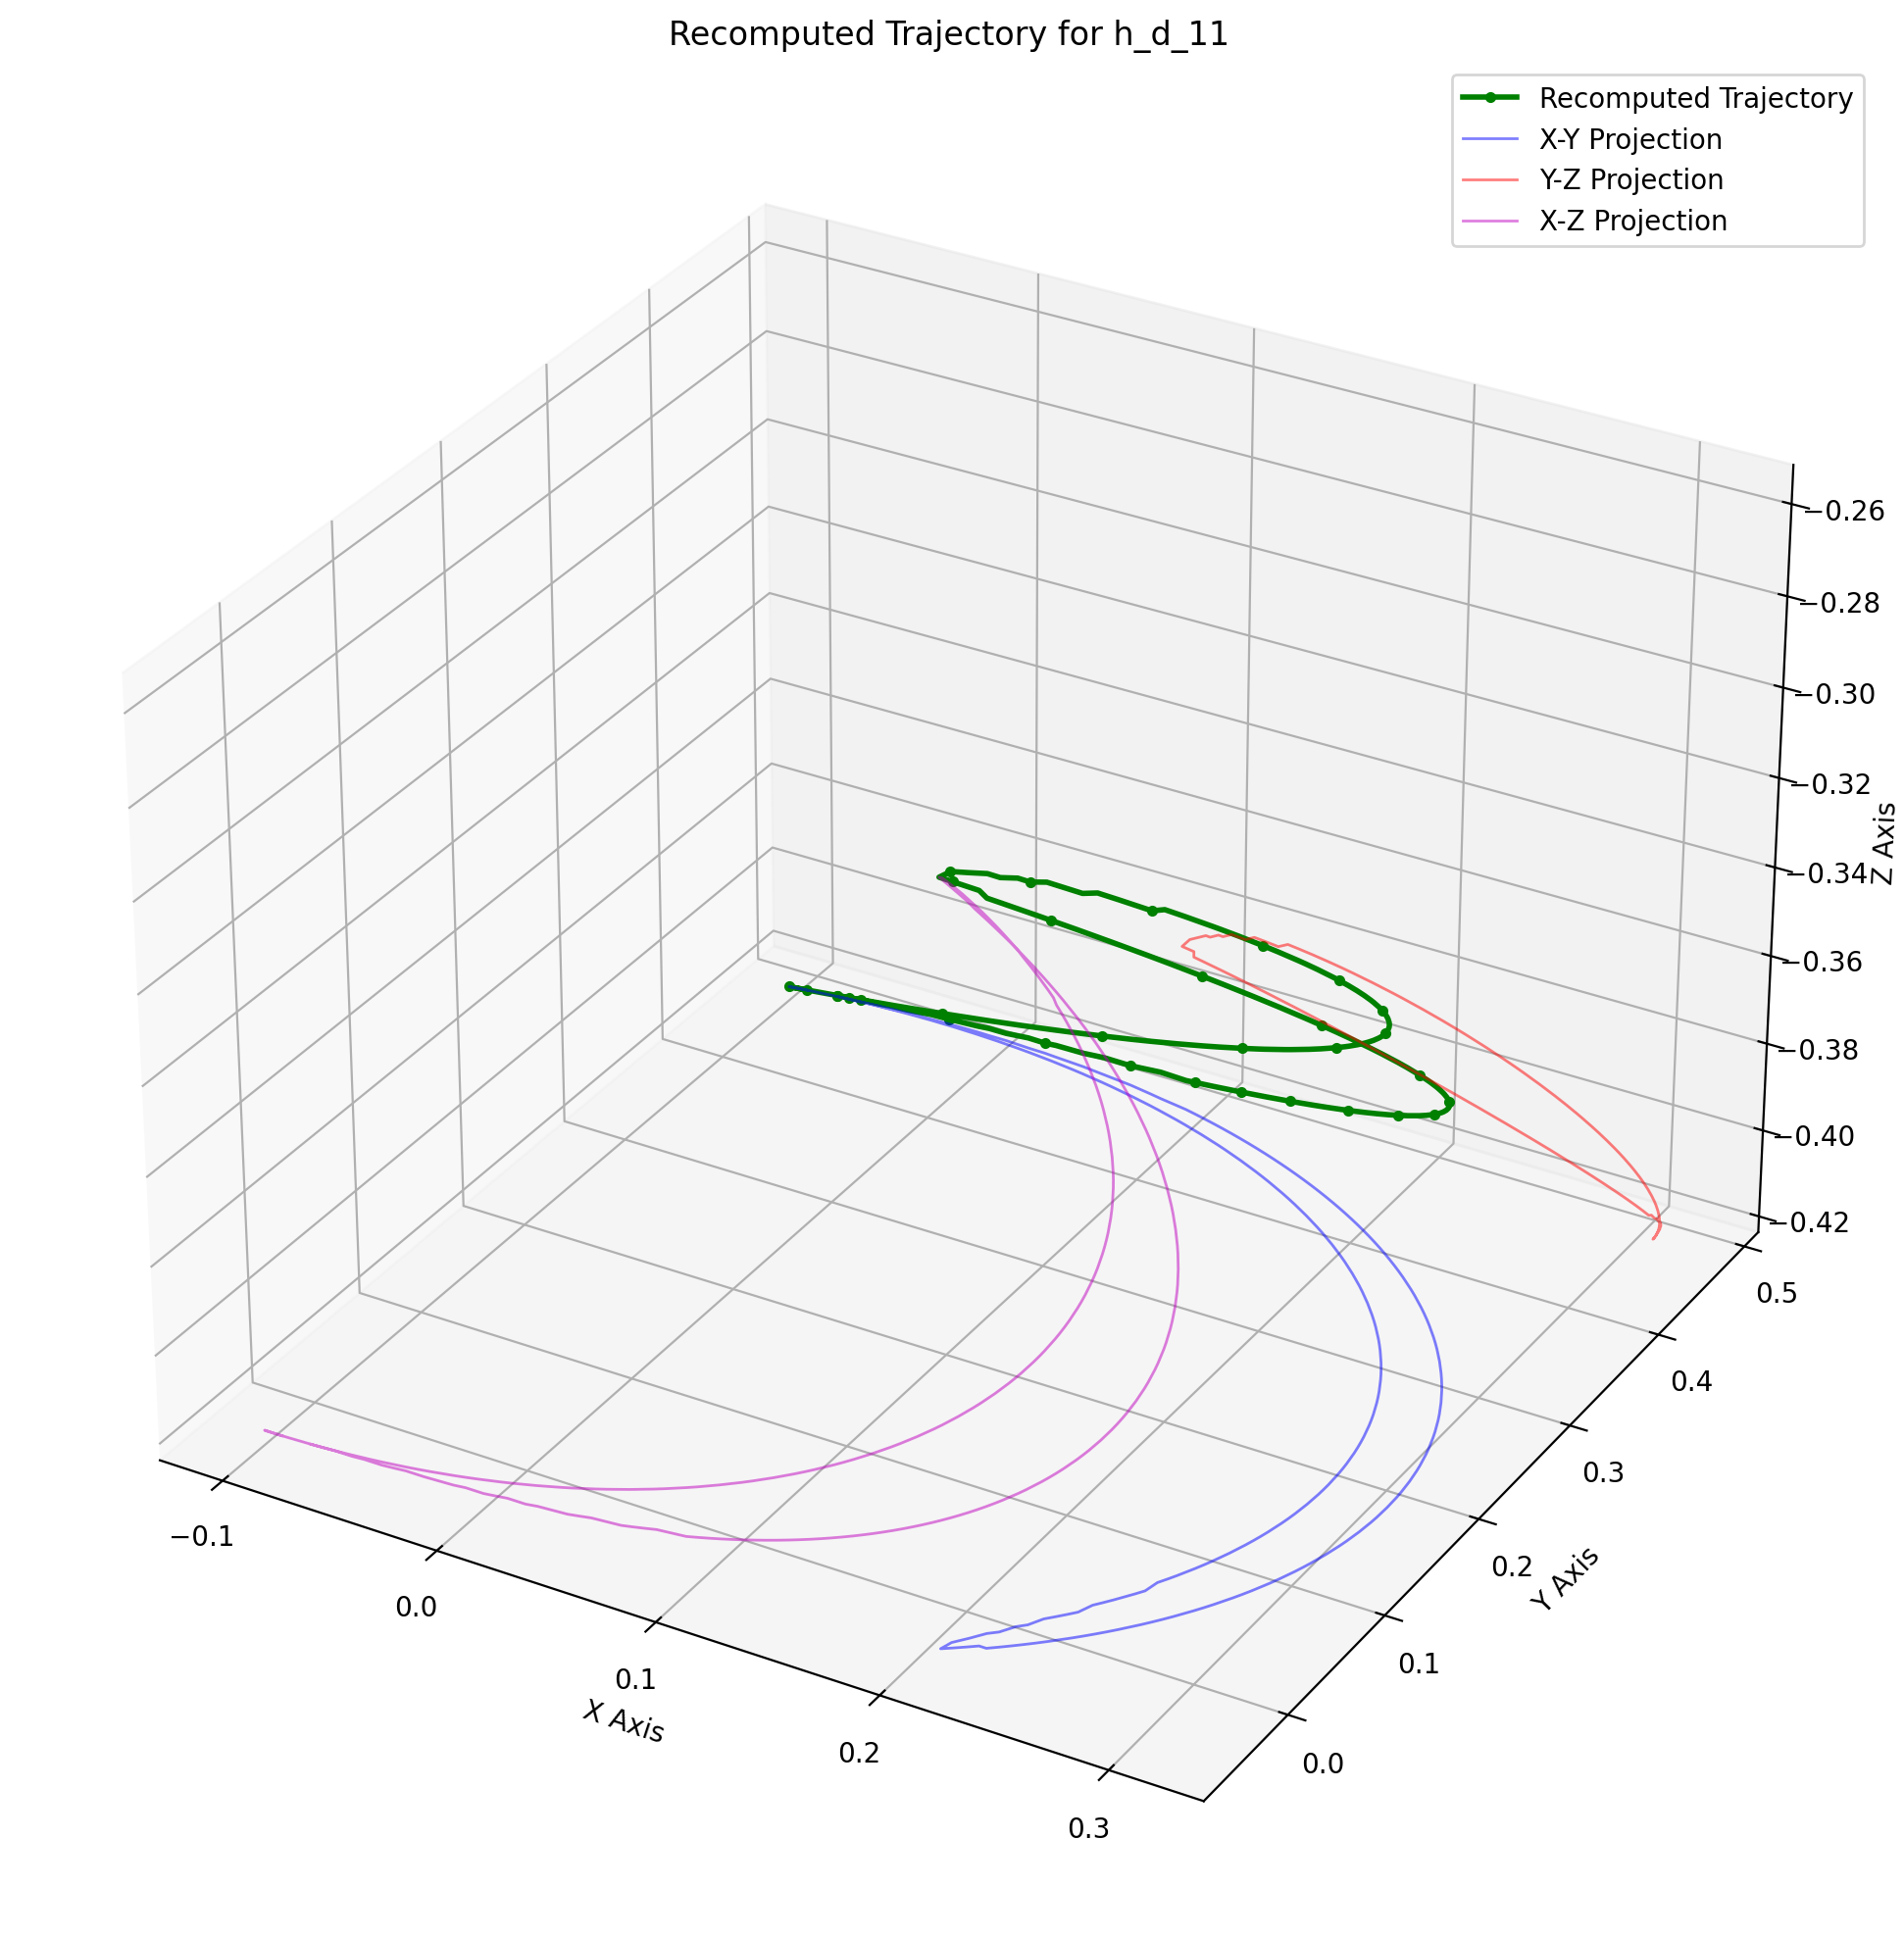 Recomputed Trajectory for h_d_11
Recomputed Trajectory
X-Y Projection
Y-Z Projection
X-Z Projection
−0.26
−0.28
−0.30
−0.32
−0.34
−0.36
−0.38
−0.40
−0.42
Z Axis
0.5
0.4
0.3
0.2
0.1
0.0
Y Axis
−0.1
0.0
0.1
0.2
0.3
X Axis